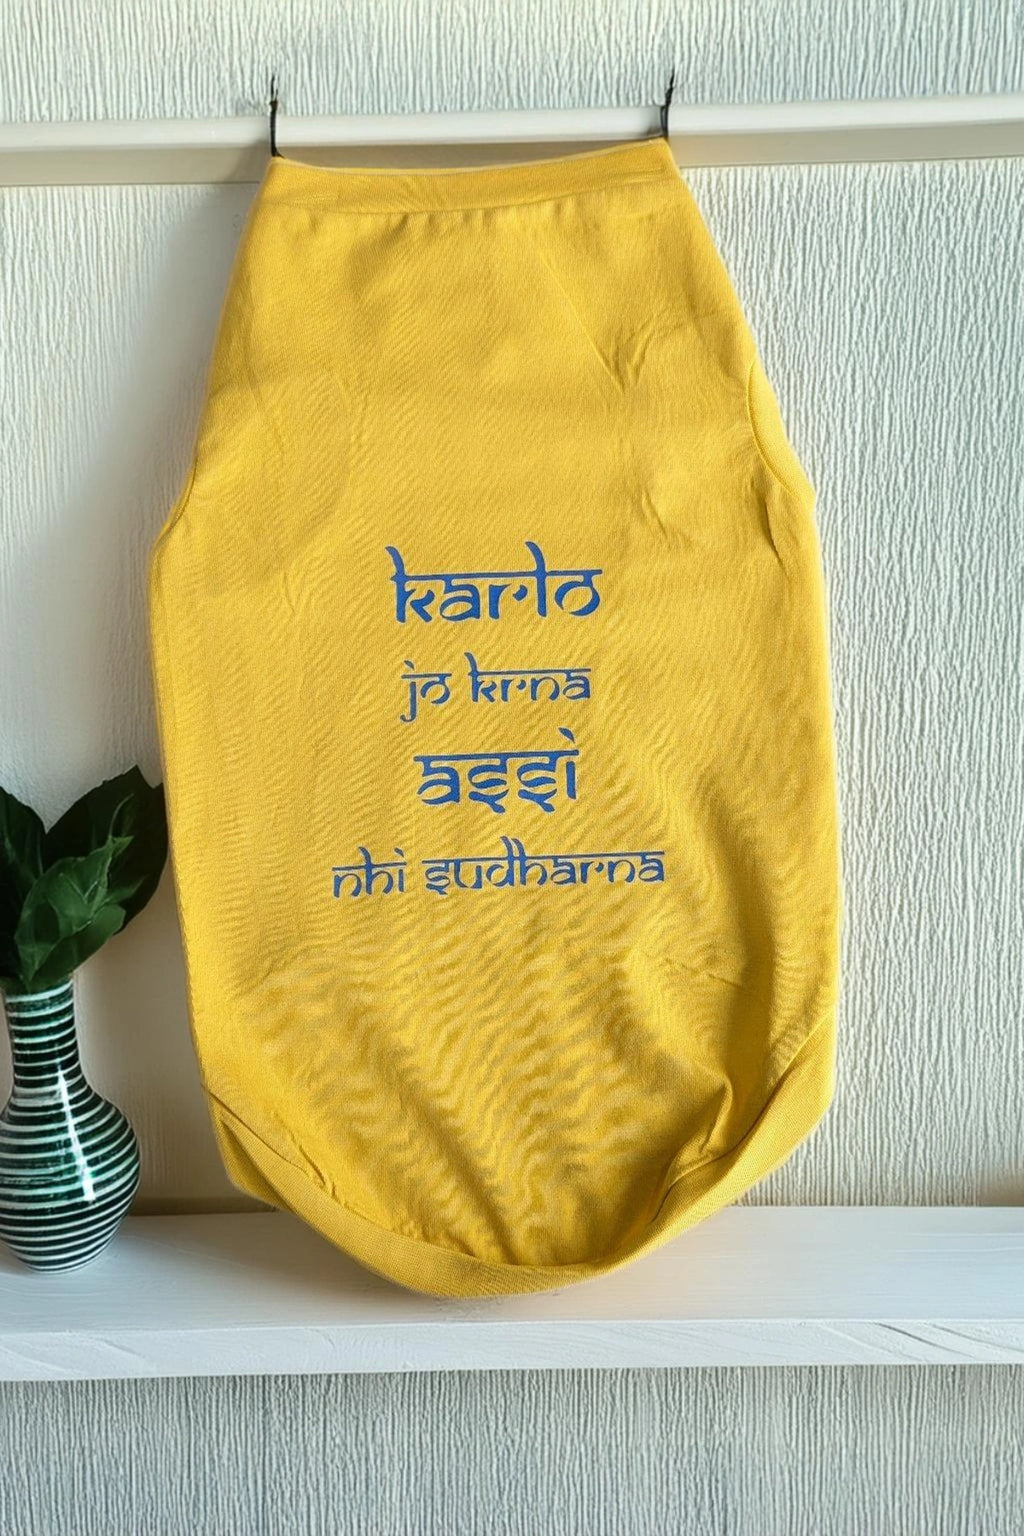 karlo
jo krna
assi
nhi sudharna